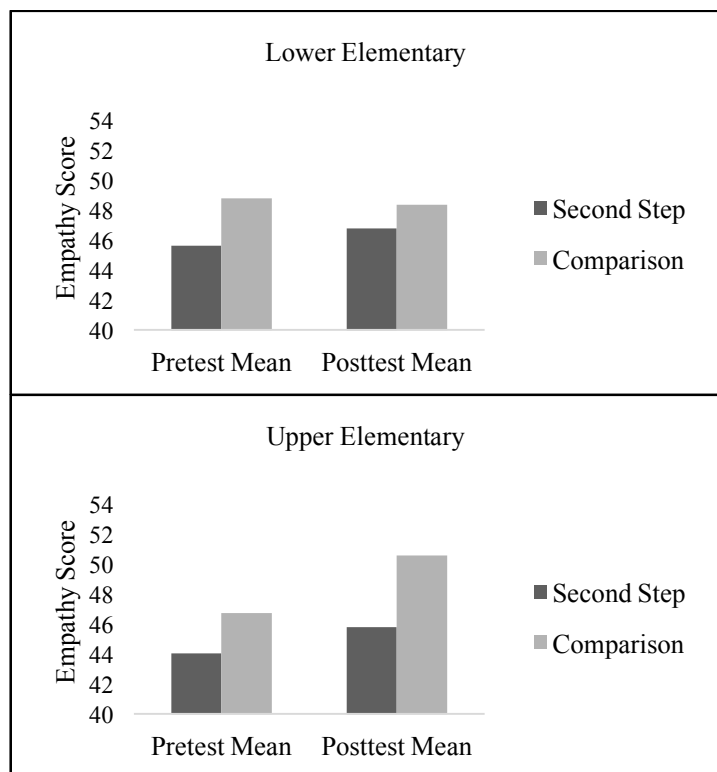 Lower Elementary
Empathy Score
54
52
50
48
46
44
42
40
Second Step
Comparison
Pretest Mean Posttest Mean
Upper Elementary
Empathy Score
54
52
50
48
46
44
42
40
Second Step
Comparison
Pretest Mean Posttest Mean